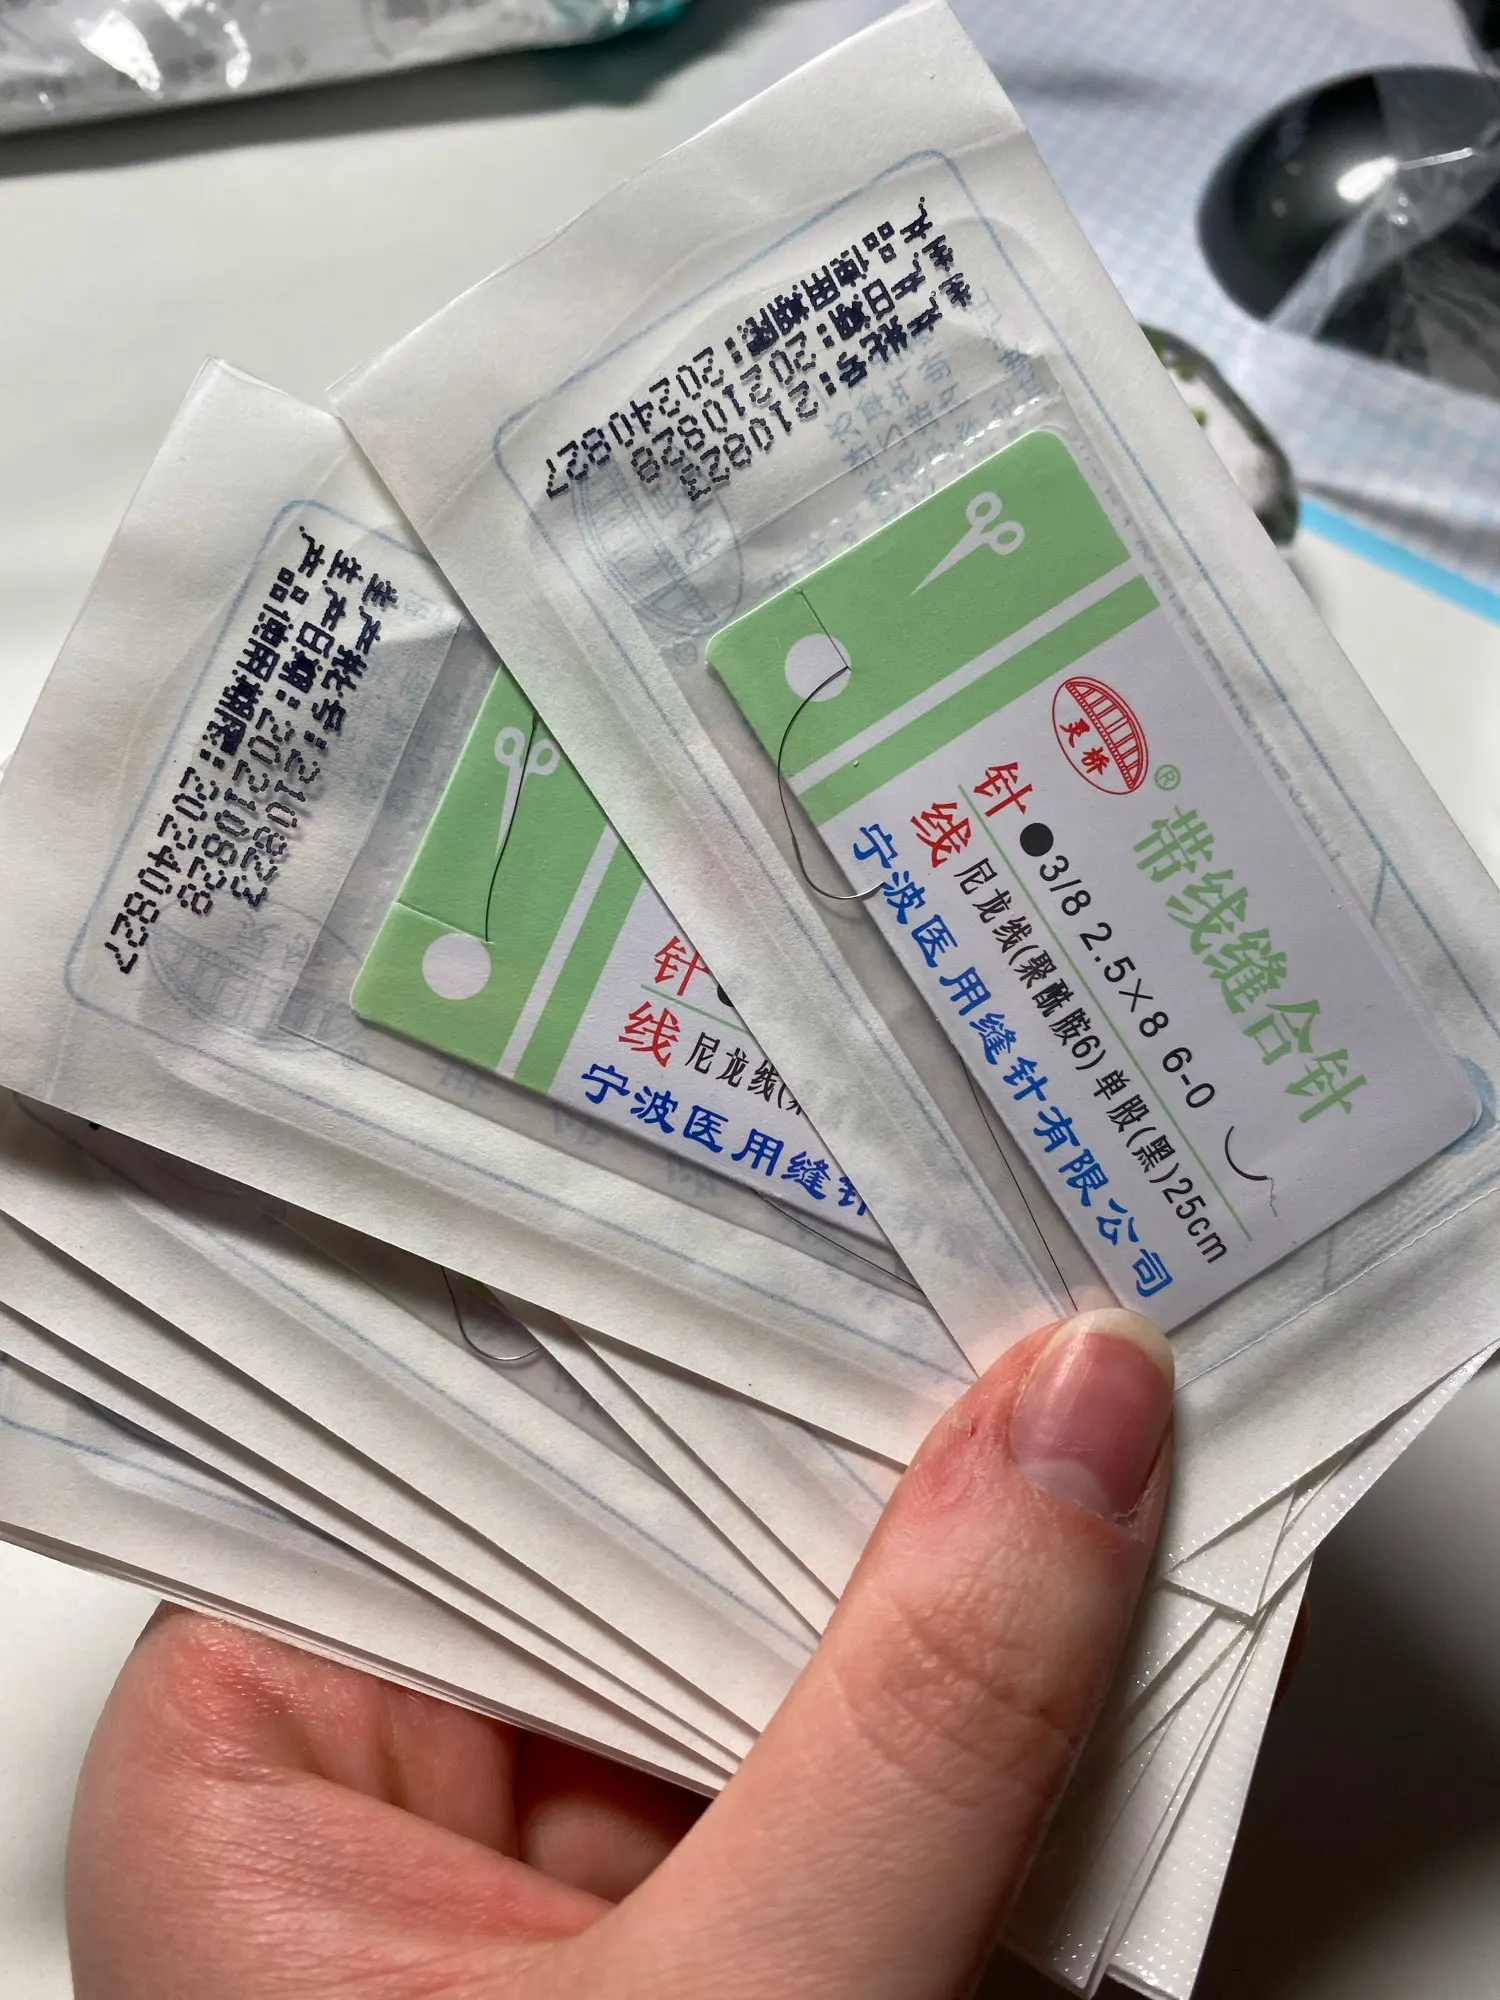 生产批号：210823
生产日期：20210828
产品使用期限：20240827
灵桥
®
带线缝合针
针 ●3/8 2.5×8 6-0
线 尼龙线(聚酰胺6) 单股(黑)25cm
宁波医用缝针有限公司
生产批号：210823
生产日期：20210828
产品使用期限：20240827
针
线 尼龙线(
宁波医用缝针